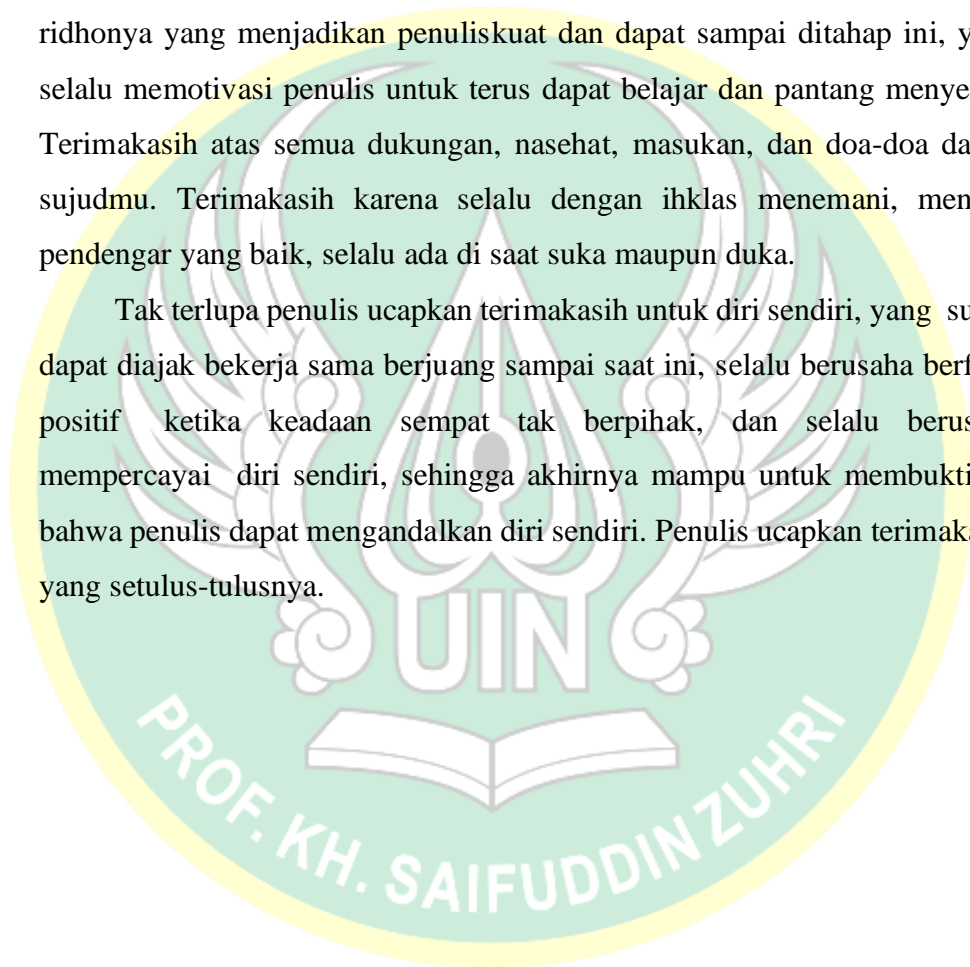 ridhonya yang menjadikan penuliskuat dan dapat sampai ditahap ini, y
selalu memotivasi penulis untuk terus dapat belajar dan pantang menye
Terimakasih atas semua dukungan, nasehat, masukan, dan doa-doa da
sujudmu. Terimakasih karena selalu dengan ihklas menemani, men
pendengar yang baik, selalu ada di saat suka maupun duka.
Tak terlupa penulis ucapkan terimakasih untuk diri sendiri, yang su
dapat diajak bekerja sama berjuang sampai saat ini, selalu berusaha berf
positif ketika keadaan sempat tak berpihak, dan selalu berus
mempercayai diri sendiri, sehingga akhirnya mampu untuk membukti
bahwa penulis dapat mengandalkan diri sendiri. Penulis ucapkan terimaka
yang setulus-tulusnya.
UIN
PROF. KH. SAIFUDDIN ZUHRI